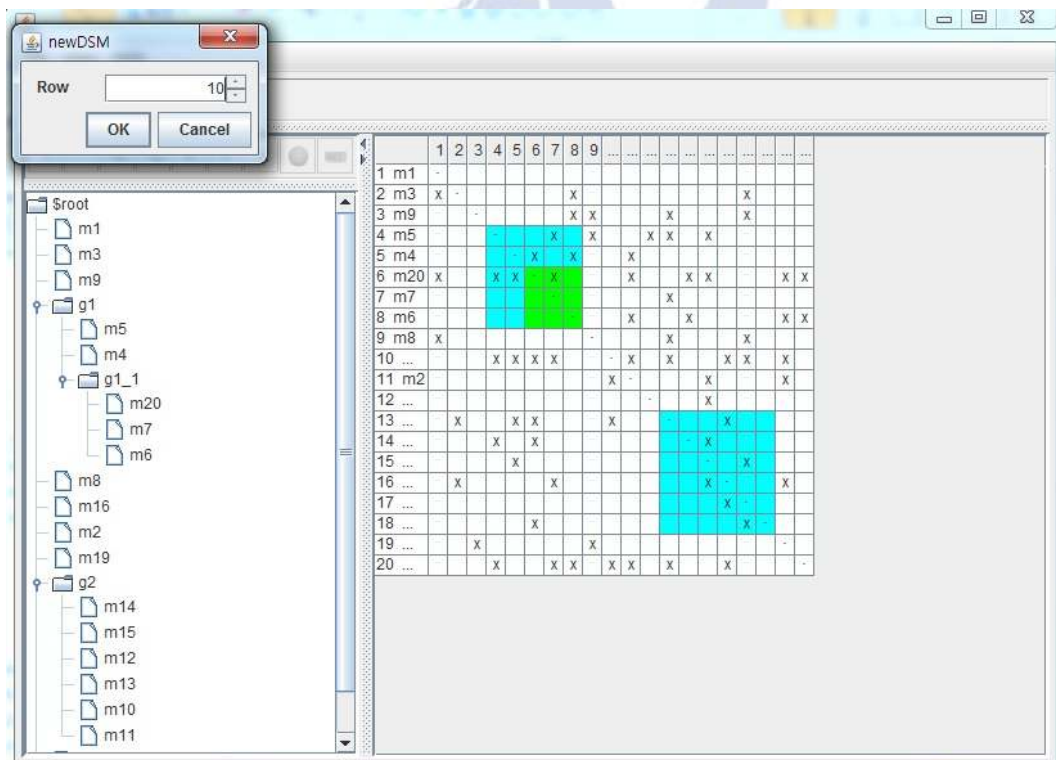 newDSM
Row 10
OK Cancel
$root
m1
m3
m9
g1
m5
m4
g1_1
m20
m7
m6
m8
m16
m2
m19
g2
m14
m15
m12
m13
m10
m11
1 2 3 4 5 6 7 8 9 ... ... ... ... ... ... ... ... ... ... ...
1 m1
2 m3 x x x
3 m9 x x x x
4 m5 x x x x x
5 m4 x x x
6 m20 x x x x x x x x x
7 m7 x
8 m6 x x x x
9 m8 x x x
10 ... x x x x x x x x x
11 m2 x x x
12 ... x
13 ... x x x x x
14 ... x x x
15 ... x x
16 ... x x x x
17 ... x
18 ... x x
19 ... x x
20 ... x x x x x x x